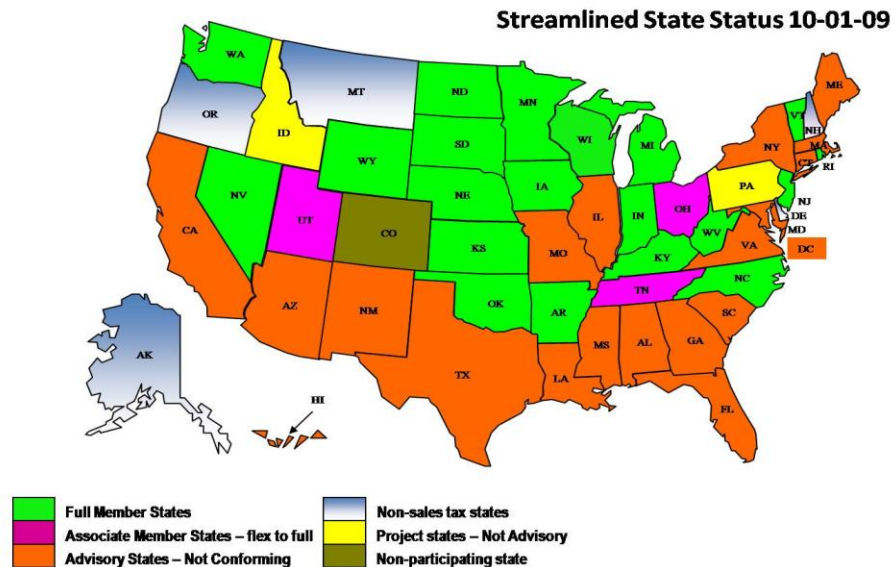 Streamlined State Status 10-01-09
WA
MT
ND
MN
ME
OR
ID
SD
WI
MI
VT
NH
NY
MA
CT
RI
WY
IA
NE
PA
NJ
NV
UT
CO
IL
IN
OH
DE
MD
WV
VA
DC
CA
KS
MO
KY
NC
TN
AZ
NM
OK
AR
SC
MS
AL
GA
TX
LA
FL
AK
HI
Full Member States
Associate Member States – flex to full
Advisory States – Not Conforming
Non-sales tax states
Project states – Not Advisory
Non-participating state